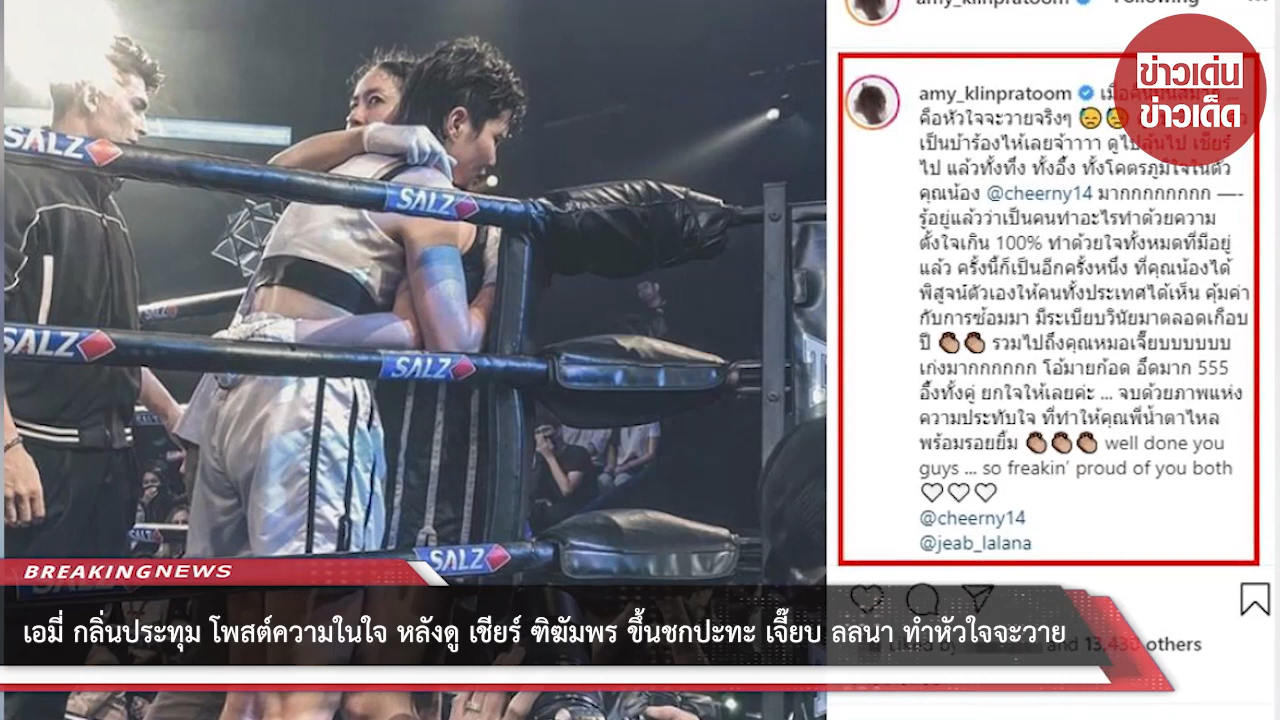 amy_klinpratoom
Following
ข่าวเด่น
ข่าวเด็ด
amy_klinpratoom
คือหัวใจจะวายจริงๆ
เป็นบ้าร้องไห้เลยจ้าาาา ดูไปลุ้นไป เชียร์
ไป แล้วทั้งทึ่ง ทั้งอึ้ง ทั้งโคตรภูมิใจในตัว
คุณน้อง @cheerny14 มากกกกกกกก —-
รู้อยู่แล้วว่าเป็นคนทำอะไรทำด้วยความ
ตั้งใจเกิน 100% ทำด้วยใจทั้งหมดที่มีอยู่
แล้ว ครั้งนี้ก็เป็นอีกครั้งหนึ่ง ที่คุณน้องได้
พิสูจน์ตัวเองให้คนทั้งประเทศได้เห็น คุ้มค่า
กับการซ้อมมา มีระเบียบวินัยมาตลอดเกือบ
ปี 👏🏽👏🏽 รวมไปถึงคุณหมอเจี๊ยบบบบบบ
เก่งมากกกกกก โอ้มายก้อด อึดมาก 555
อึ้งทั้งคู่ ยกใจให้เลยค่ะ ... จบด้วยภาพแห่ง
ความประทับใจ ที่ทำให้คุณพี่น้ำตาไหล
พร้อมรอยยิ้ม 👏🏽👏🏽👏🏽 well done you
guys ... so freakin' proud of you both
♡♡♡
@cheerny14
@jeab_lalana
SALZ
SALZ
SALZ
SALZ
SALZ
SALZ
SALZ
BREAKING NEWS
เอมี่ กลิ่นประทุม โพสต์ความในใจ หลังดู เชียร์ ฑิฆัมพร ขึ้นชกปะทะ เจี๊ยบ ลลนา ทำหัวใจจะวาย
Liked by
and 13,430 others